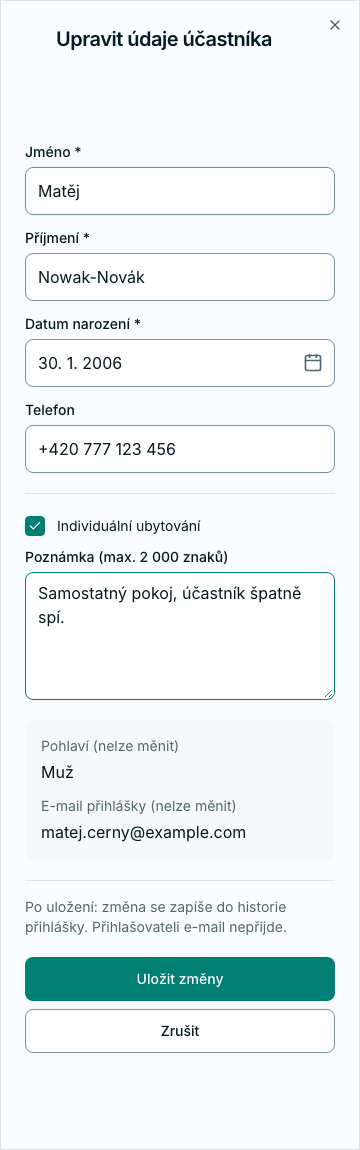 Upravit údaje účastníka
Jméno *
Matěj
Příjmení *
Nowak-Novák
Datum narození *
30. 1. 2006
Telefon
+420 777 123 456
Individuální ubytování
Poznámka (max. 2 000 znaků)
Samostatný pokoj, účastník špatně
spí.
Pohlaví (nelze měnit)
Muž
E-mail přihlášky (nelze měnit)
matej.cerny@example.com
Po uložení: změna se zapíše do historie
přihlášky. Přihlašovateli e-mail nepřijde.
Uložit změny
Zrušit